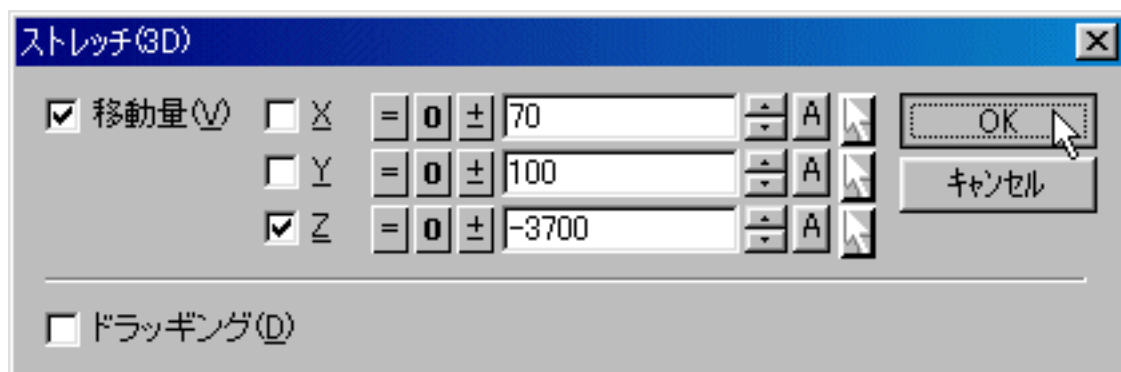 ストレッチ(3D)
移動量(V) X = 0 ± 70 A OK
Y = 0 ± 100 A キャンセル
Z = 0 ± -3700 A
ドラッギング(D)